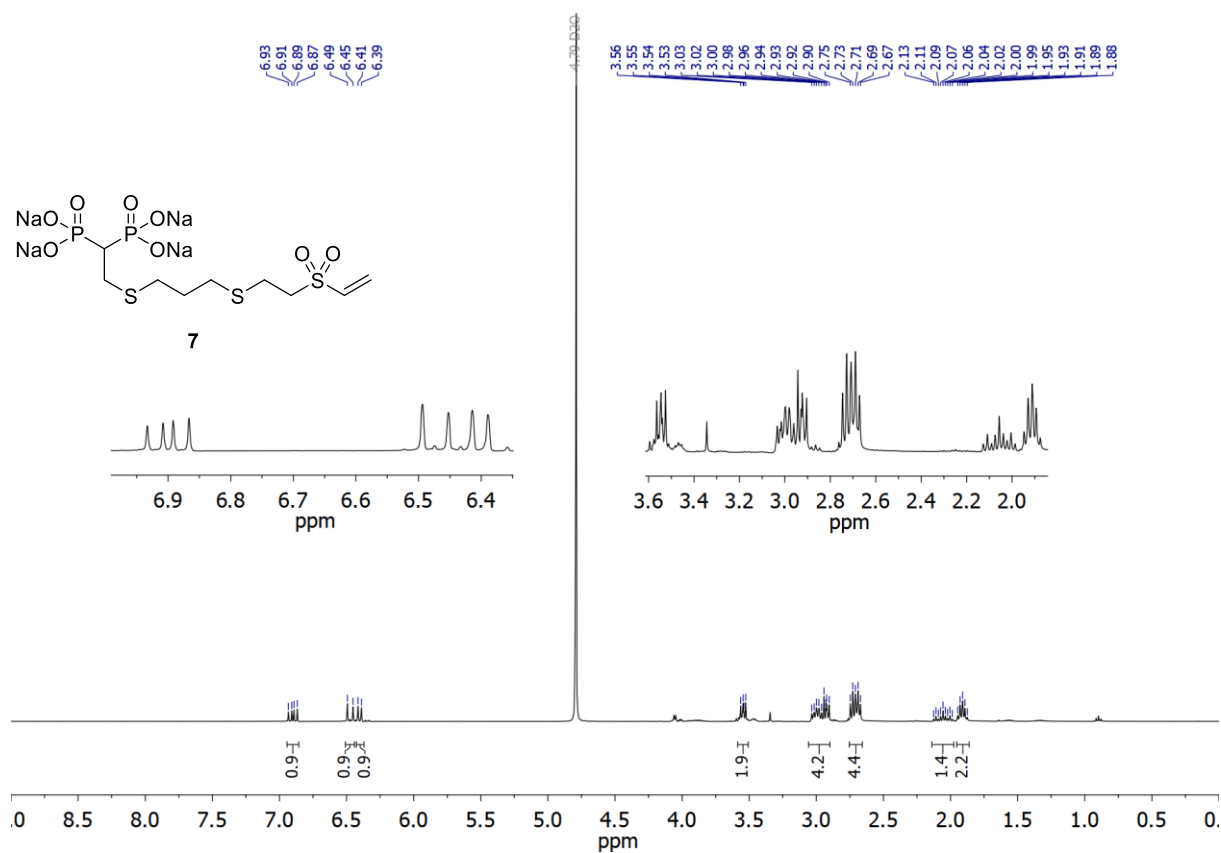 6.93 6.91 6.89 6.87 6.49 6.45 6.41 6.39
4.79 D2O
3.56 3.55 3.54 3.53 3.03 3.02 3.00 2.98 2.96 2.94 2.93 2.92 2.90 2.75 2.73 2.71 2.69 2.67 2.13 2.11 2.09 2.07 2.06 2.04 2.02 2.00 1.99 1.95 1.93 1.91 1.89 1.88
O O
NaO P P ONa
NaO ONa
O O
S S S
7
6.9 6.8 6.7 6.6 6.5 6.4
ppm
3.6 3.4 3.2 3.0 2.8 2.6 2.4 2.2 2.0
ppm
0.9 0.9 0.9 1.9 4.2 4.4 1.4 2.2
.0 8.5 8.0 7.5 7.0 6.5 6.0 5.5 5.0 4.5 4.0 3.5 3.0 2.5 2.0 1.5 1.0 0.5 0.
ppm